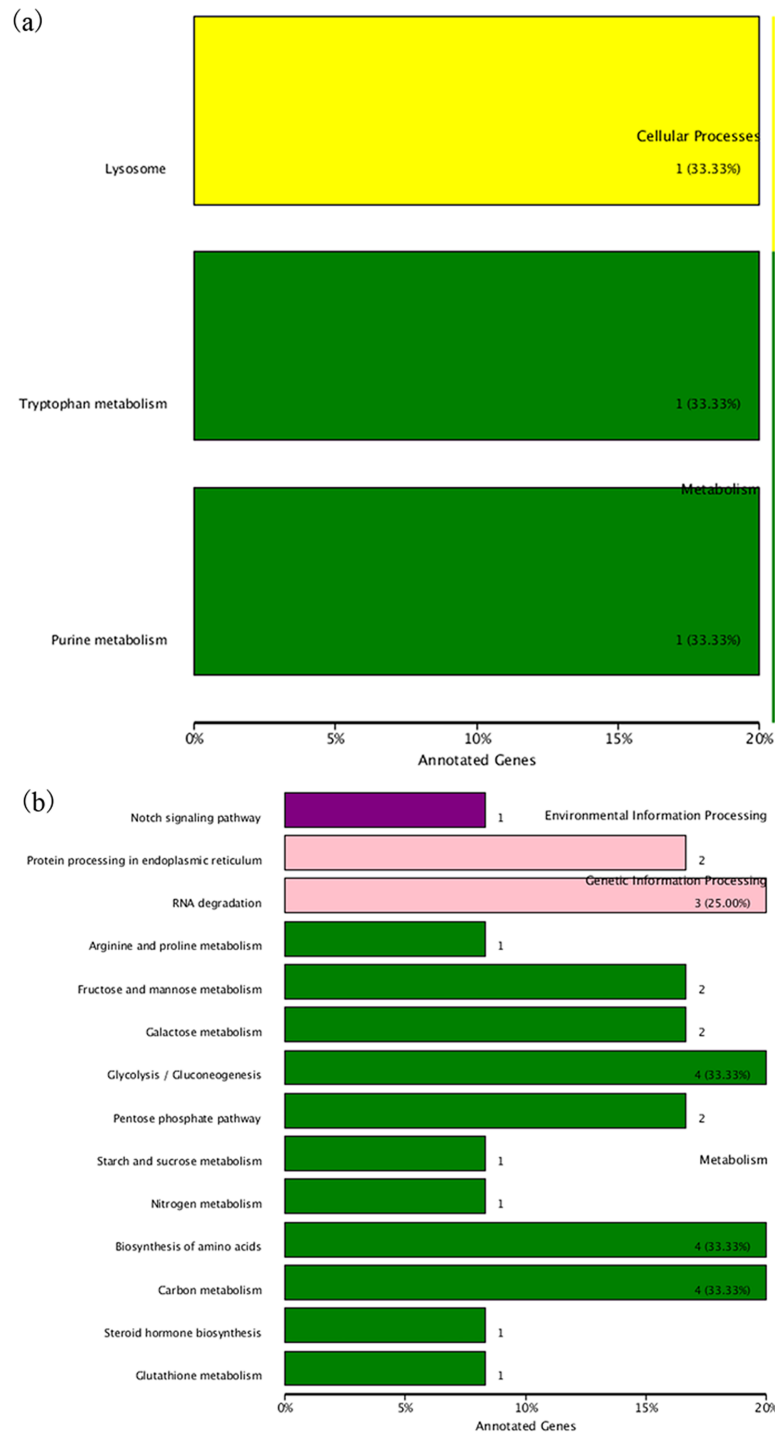 (a)
Cellular Processes
Lysosome 1 (33.33%)
Tryptophan metabolism 1 (33.33%)
Metabolism
Purine metabolism 1 (33.33%)
0% 5% 10% 15% 20%
Annotated Genes
(b)
Notch signaling pathway 1 Environmental Information Processing
Protein processing in endoplasmic reticulum 2
Genetic Information Processing
RNA degradation 3 (25.00%)
Arginine and proline metabolism 1
Fructose and mannose metabolism 2
Galactose metabolism 2
Glycolysis / Gluconeogenesis 4 (33.33%)
Pentose phosphate pathway 2
Starch and sucrose metabolism 1 Metabolism
Nitrogen metabolism 1
Biosynthesis of amino acids 4 (33.33%)
Carbon metabolism 4 (33.33%)
Steroid hormone biosynthesis 1
Glutathione metabolism 1
0% 5% 10% 15% 20%
Annotated Genes